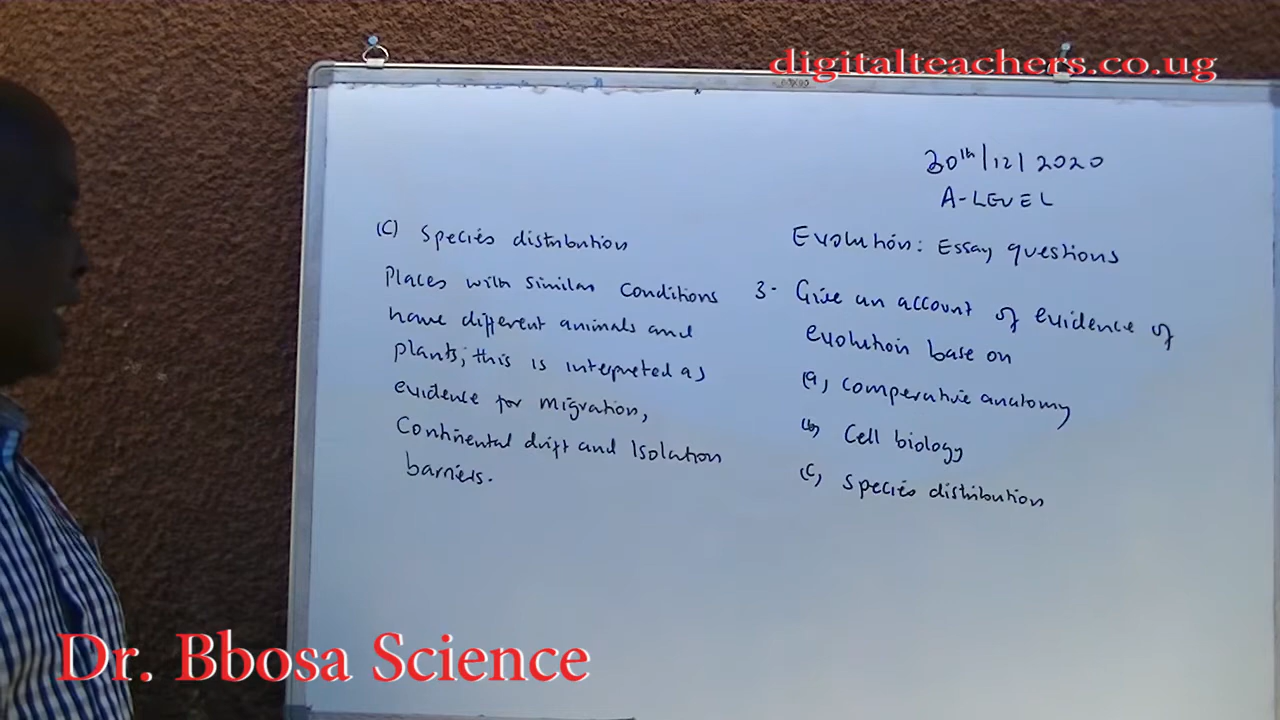 digitalteachers.co.ug
30th/12/2020
A-LEVEL
Evolution: Essay questions
3- Give an account of evidence of
evolution base on
(a) comperative anatomy
(b) Cell biology
(c) Species distribution
(C) Species distribution
Places with similar conditions
have different animals and
plants; this is interpreted as
evidence for migration,
Continental drift and Isolation
barriers.
Dr. Bbosa Science